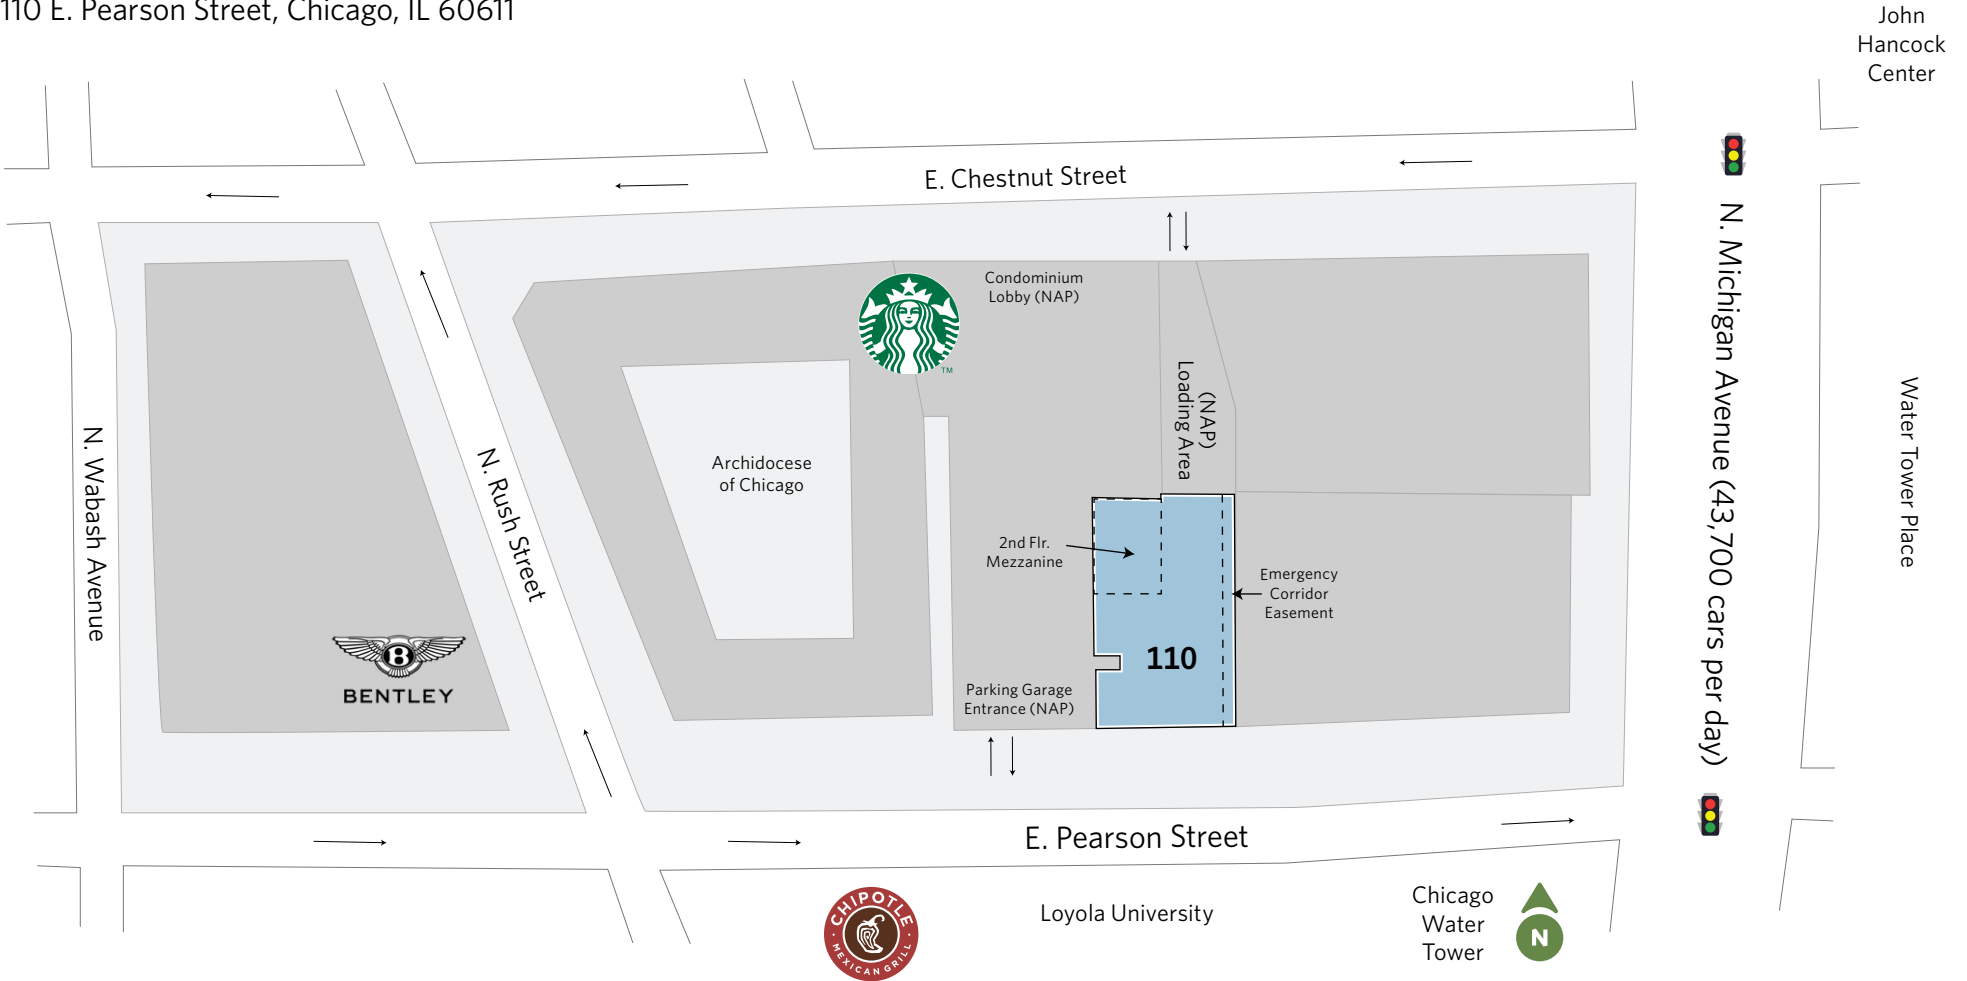 110 E. Pearson Street, Chicago, IL 60611
John
Hancock
Center
E. Chestnut Street
N. Michigan Avenue (43,700 cars per day)
Condominium
Lobby (NAP)
TM
(NAP)
Loading Area
Water Tower Place
N. Wabash Avenue
N. Rush Street
Archidocese
of Chicago
2nd Flr.
Mezzanine
Emergency
Corridor
Easement
110
B
BENTLEY
Parking Garage
Entrance (NAP)
E. Pearson Street
CHIPOTLE
MEXICAN GRILL
Loyola University
Chicago
Water
Tower
N